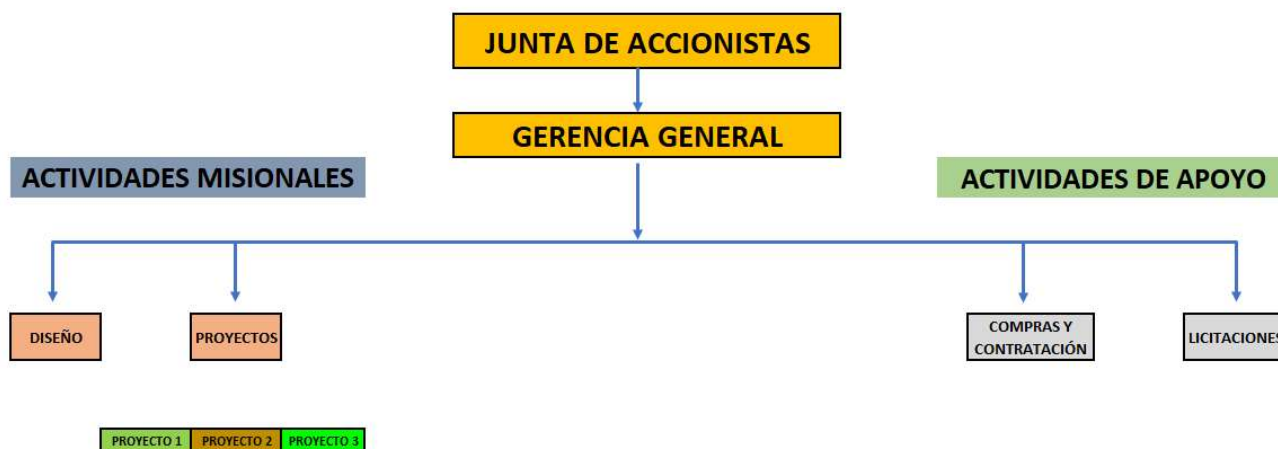 JUNTA DE ACCIONISTAS
GERENCIA GENERAL
ACTIVIDADES MISIONALES
ACTIVIDADES DE APOYO
DISEÑO
PROYECTOS
COMPRAS Y
CONTRATACIÓN
LICITACIONES
PROYECTO 1
PROYECTO 2
PROYECTO 3